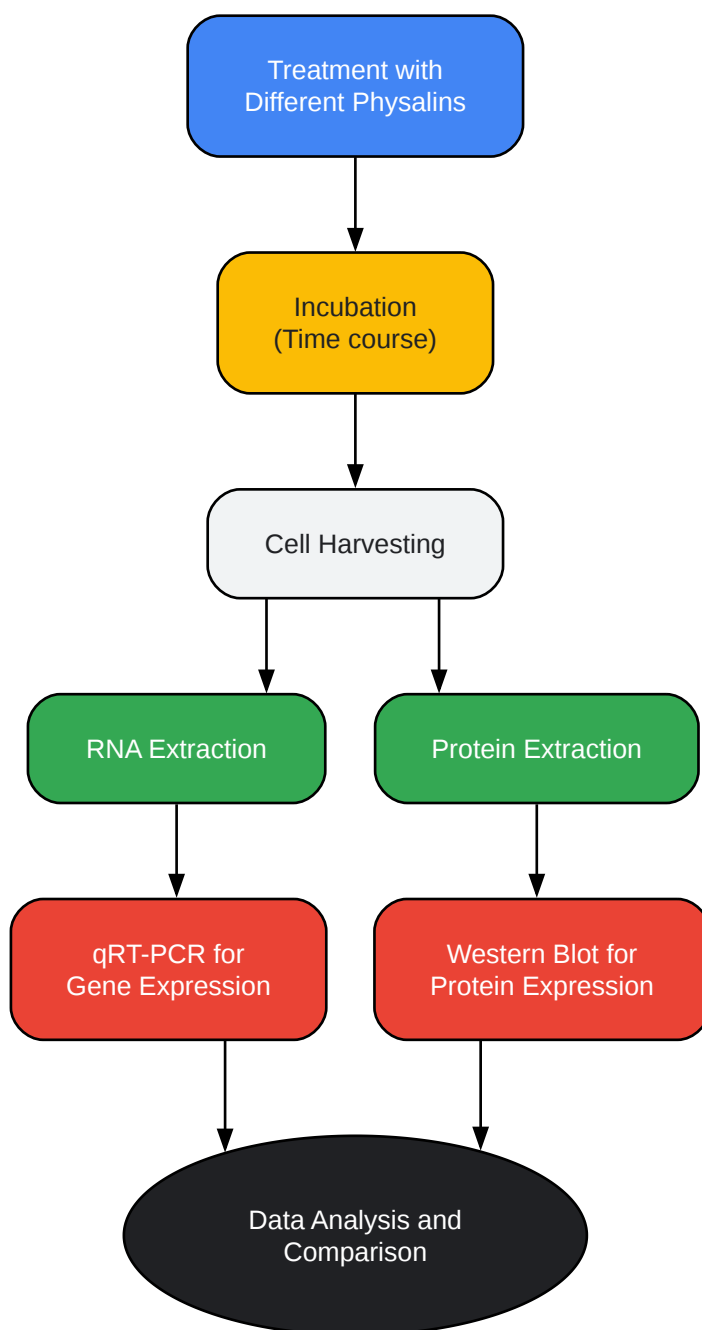 Treatment with
Different Physalins
Incubation
(Time course)
Cell Harvesting
RNA Extraction
Protein Extraction
qRT-PCR for
Gene Expression
Western Blot for
Protein Expression
Data Analysis and
Comparison